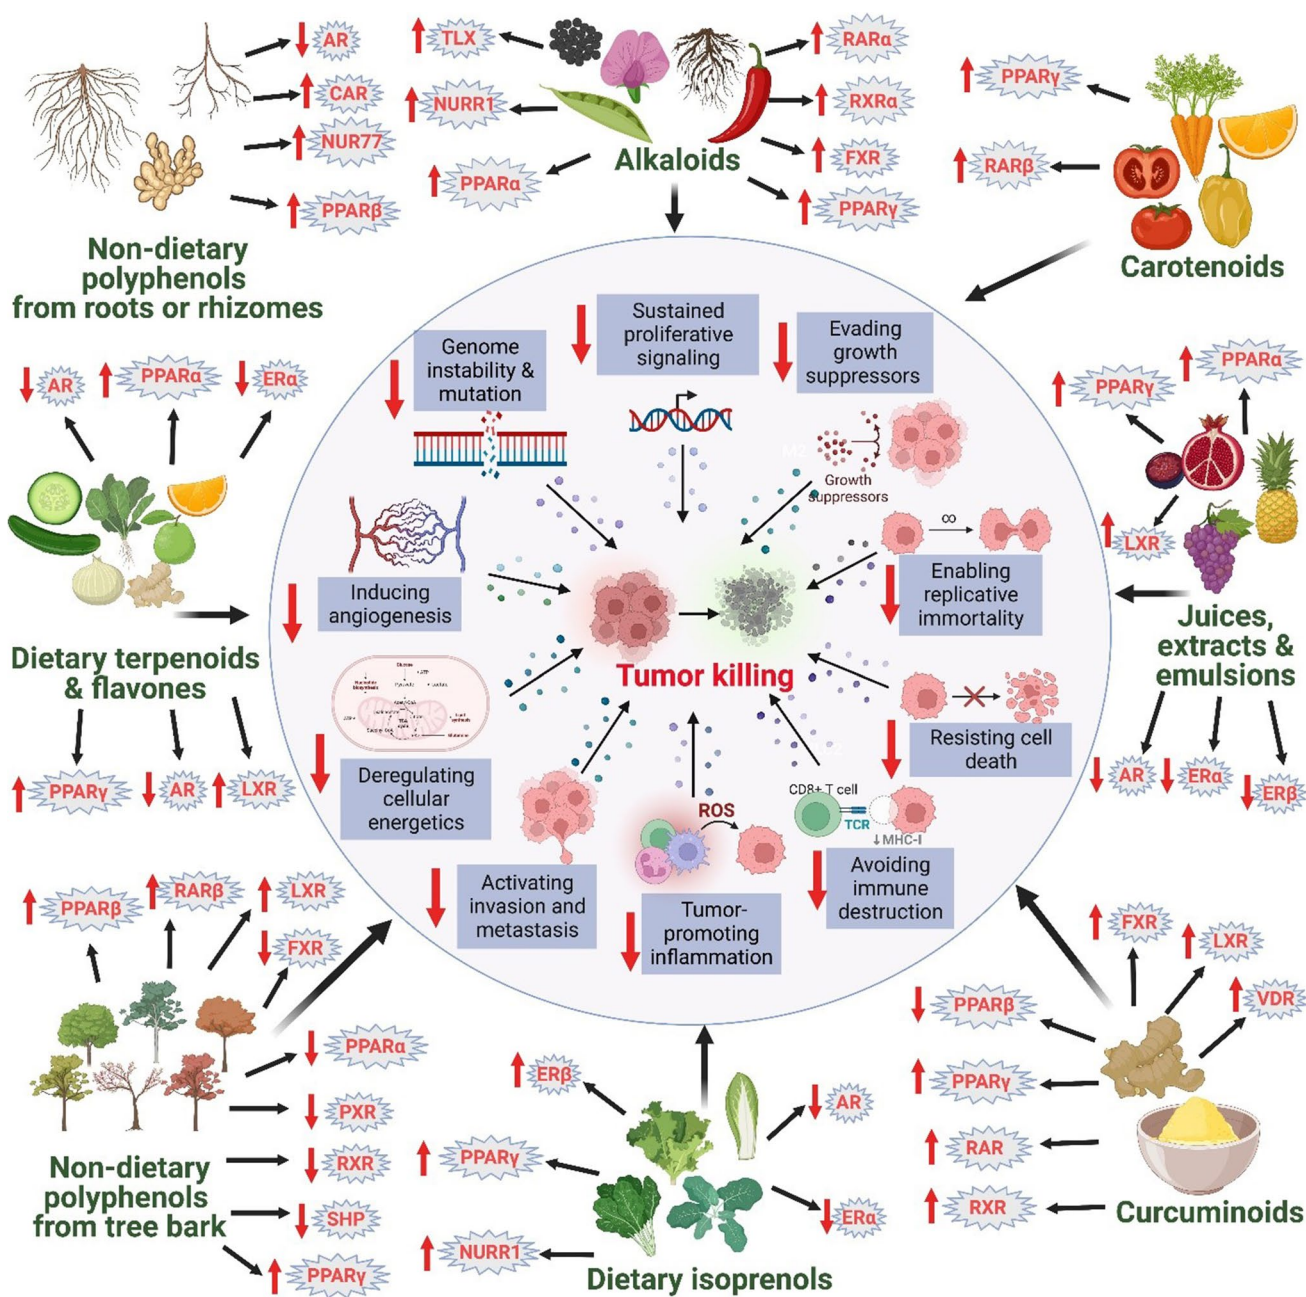 AR
CAR
NUR77
PPARβ
Non-dietary
polyphenols
from roots or rhizomes
TLX
NURR1
PPARα
RARα
RXRα
FXR
PPARγ
Alkaloids
PPARγ
RARβ
Carotenoids
AR
PPARα
ERα
Dietary terpenoids
& flavones
PPARγ
AR
LXR
PPARγ
PPARα
LXR
Juices,
extracts &
emulsions
AR
ERα
ERβ
Genome
instability &
mutation
Sustained
proliferative
signaling
Evading
growth
suppressors
M2
Growth
suppressors
Inducing
angiogenesis
∞
Enabling
replicative
immortality
Tumor killing
Glucose
ATP
Pyruvate
Lactate
Deregulating
cellular
energetics
Resisting cell
death
CD8+ T cell
TCR
↓MHC-I
Avoiding
immune
destruction
ROS
Activating
invasion and
metastasis
Tumor-
promoting
inflammation
PPARβ
RARβ
LXR
FXR
PPARα
PXR
RXR
SHP
PPARγ
Non-dietary
polyphenols
from tree bark
ERβ
PPARγ
NURR1
AR
ERα
Dietary isoprenols
FXR
LXR
VDR
PPARβ
PPARγ
RAR
RXR
Curcuminoids